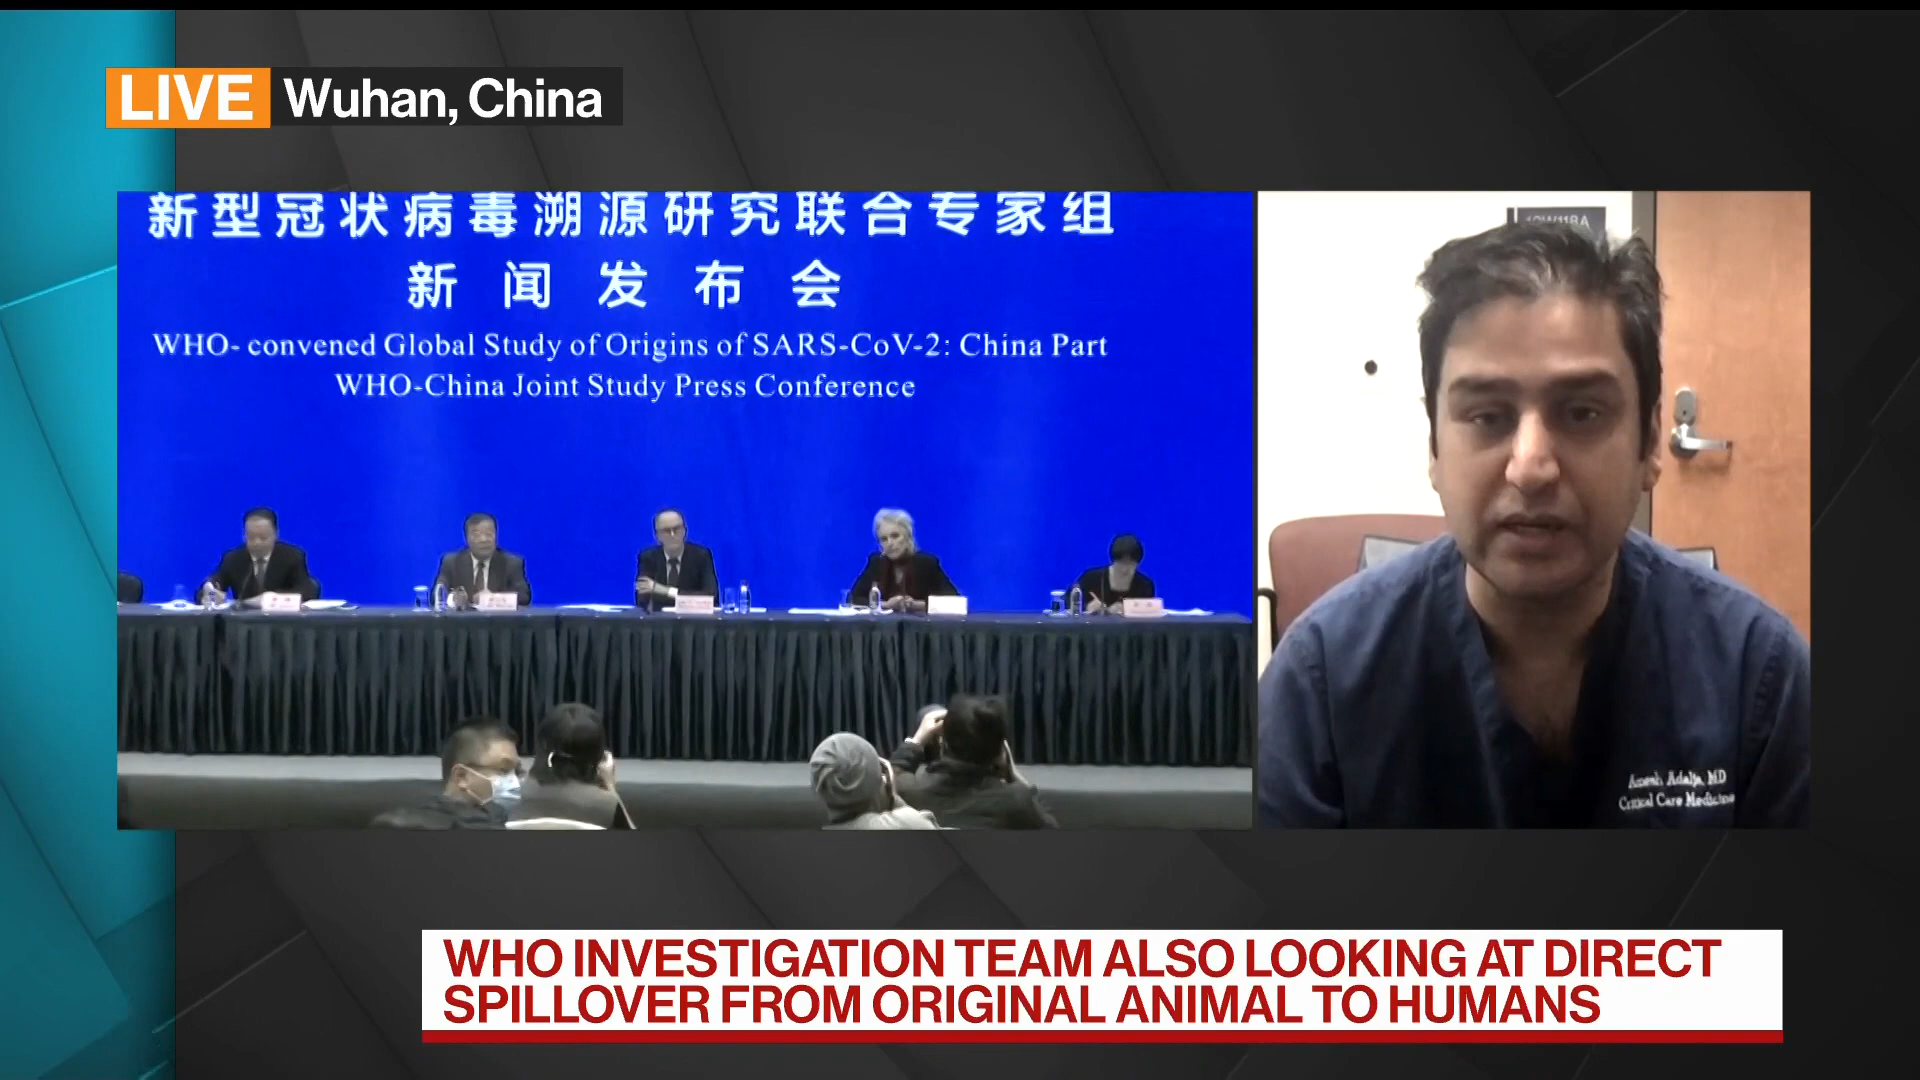 LIVE Wuhan, China
新型冠状病毒溯源研究联合专家组
新闻发布会
WHO- convened Global Study of Origins of SARS-CoV-2: China Part
WHO-China Joint Study Press Conference
Amesh Adalja, MD
Critical Care Medicine
WHO INVESTIGATION TEAM ALSO LOOKING AT DIRECT
SPILLOVER FROM ORIGINAL ANIMAL TO HUMANS